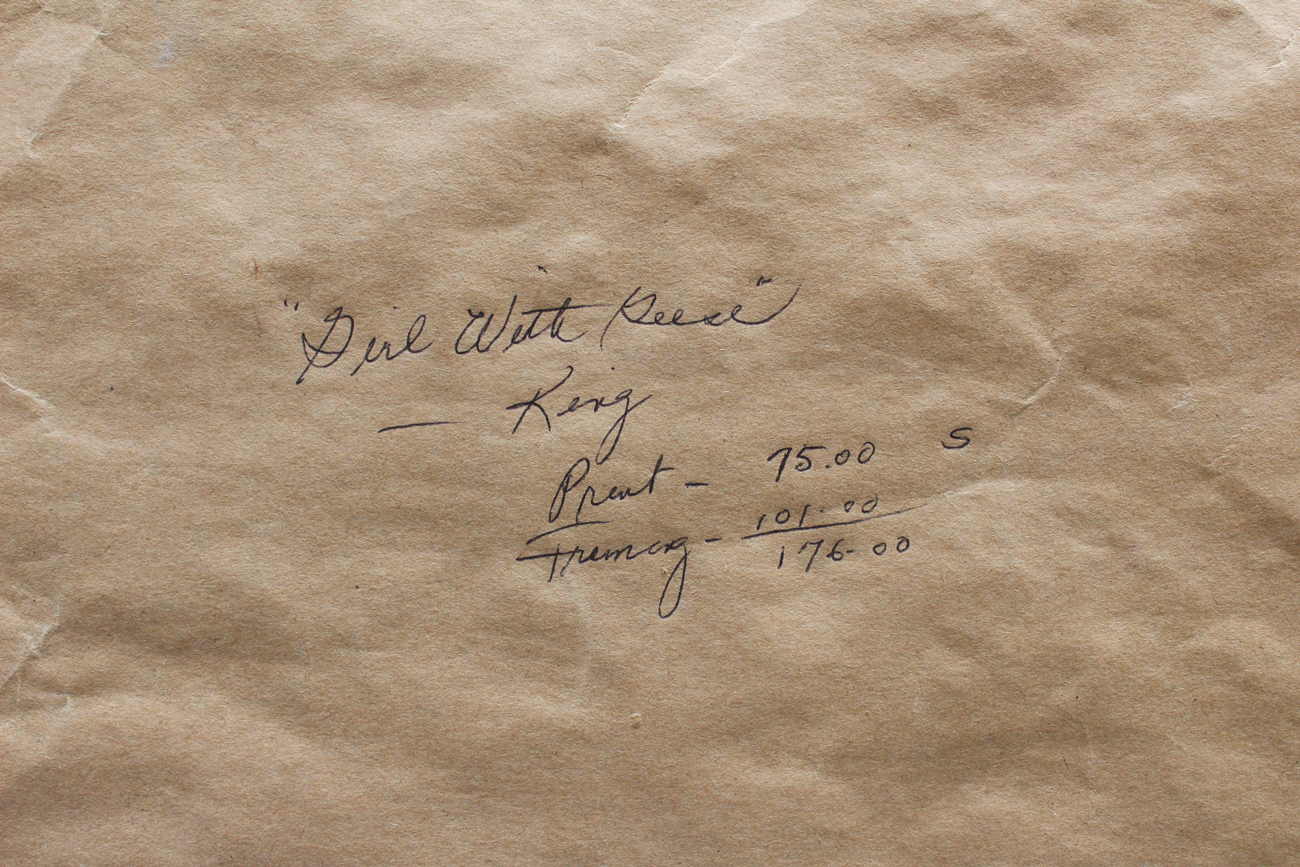 "Girl With Geese"
— King
Print - 75.00 S
Framing - 101.00
176.00